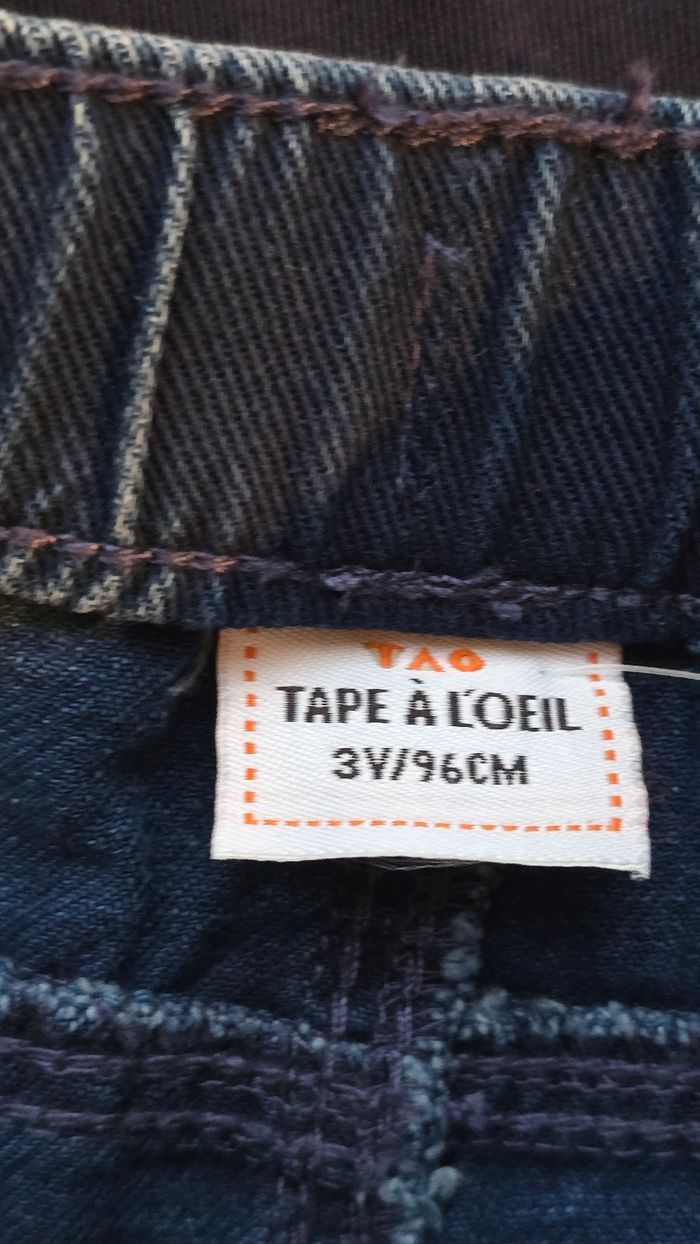 TAO
TAPE À L'OEIL
3Y/96CM